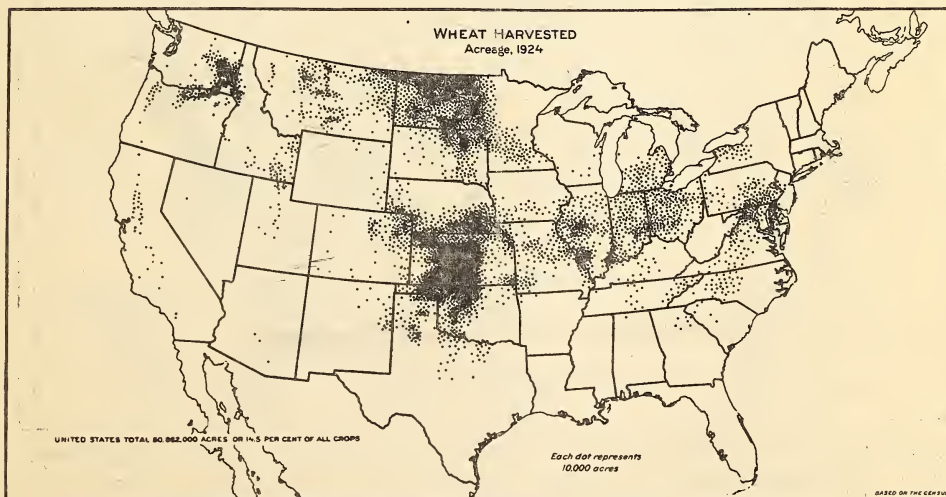 WHEAT HARVESTED
Acreage, 1924
UNITED STATES TOTAL 50,862,000 ACRES OR 14.5 PER CENT OF ALL CROPS
Each dot represents
10,000 acres
BASED ON THE CENSUS